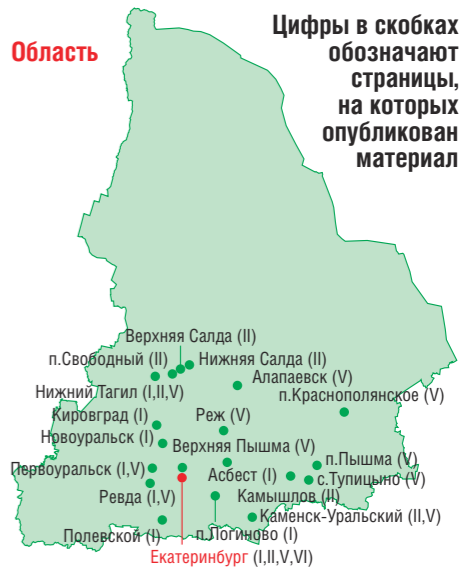 Область
Цифры в скобках
обозначают
страницы,
на которых
опубликован
материал
Верхняя Салда (II)
п.Свободный (II)
Нижняя Салда (II)
Алапаевск (V)
Нижний Тагил (I,II,V)
п.Краснополянское (V)
Кировград (I)
Реж (V)
Новоуральск (I)
Верхняя Пышма (V)
п.Пышма (V)
Первоуральск (I,V)
Асбест (I)
с.Тупицыно (V)
Ревда (I,V)
Камышлов (II)
Каменск-Уральский (II,V)
Полевской (I)
п.Логиново (I)
Екатеринбург (I,II,V,VI)